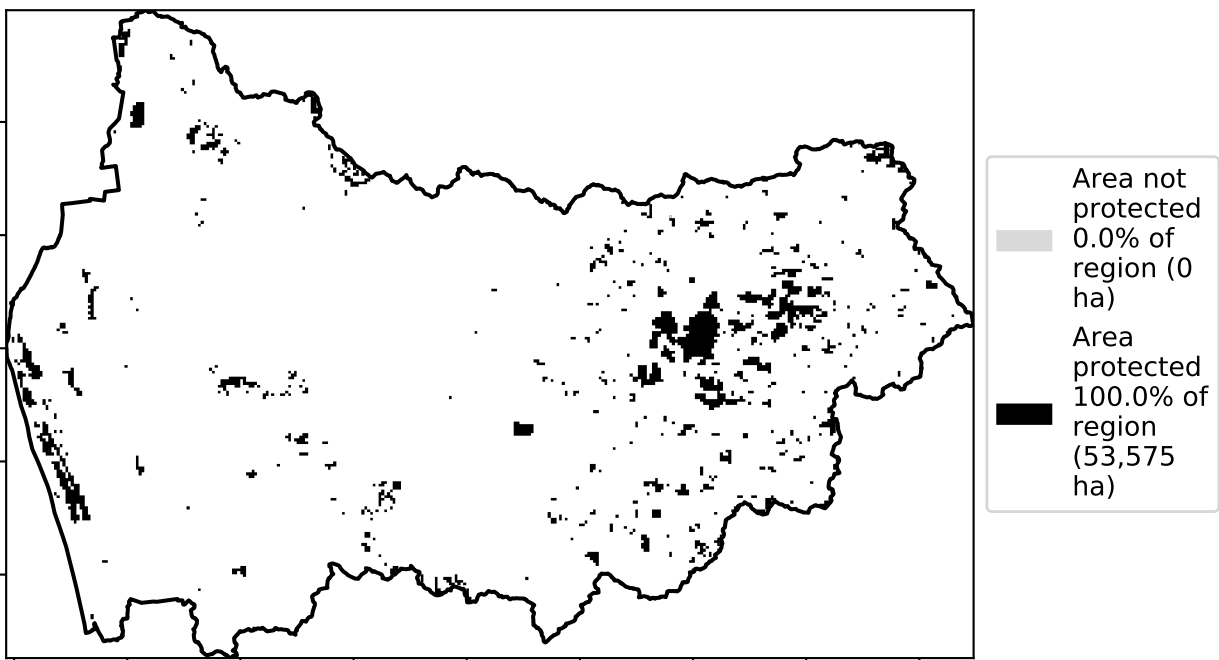 Area not
protected
0.0% of
region (0
ha)
Area
protected
100.0% of
region
(53,575
ha)